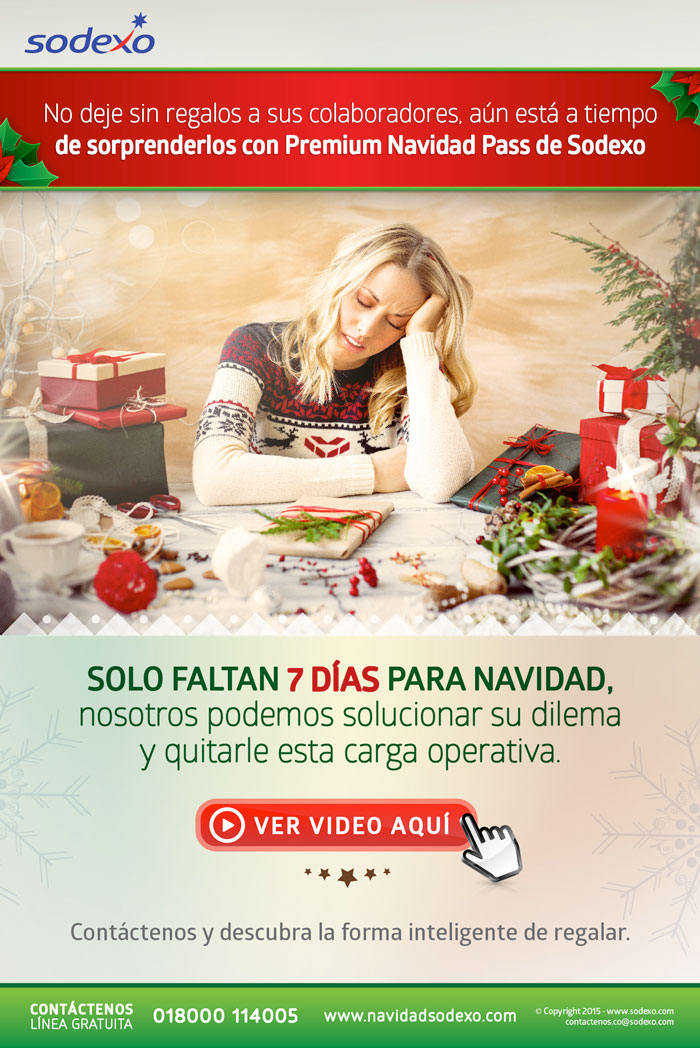 sodexo
No deje sin regalos a sus colaboradores, aún está a tiempo
de sorprenderlos con Premium Navidad Pass de Sodexo
SOLO FALTAN 7 DÍAS PARA NAVIDAD,
nosotros podemos solucionar su dilema
y quitarle esta carga operativa.
VER VIDEO AQUÍ
Contáctenos y descubra la forma inteligente de regalar.
CONTÁCTENOS
LÍNEA GRATUITA
018000 114005
www.navidadsodexo.com
© Copyright 2015 - www.sodexo.com
contactenos.co@sodexo.com